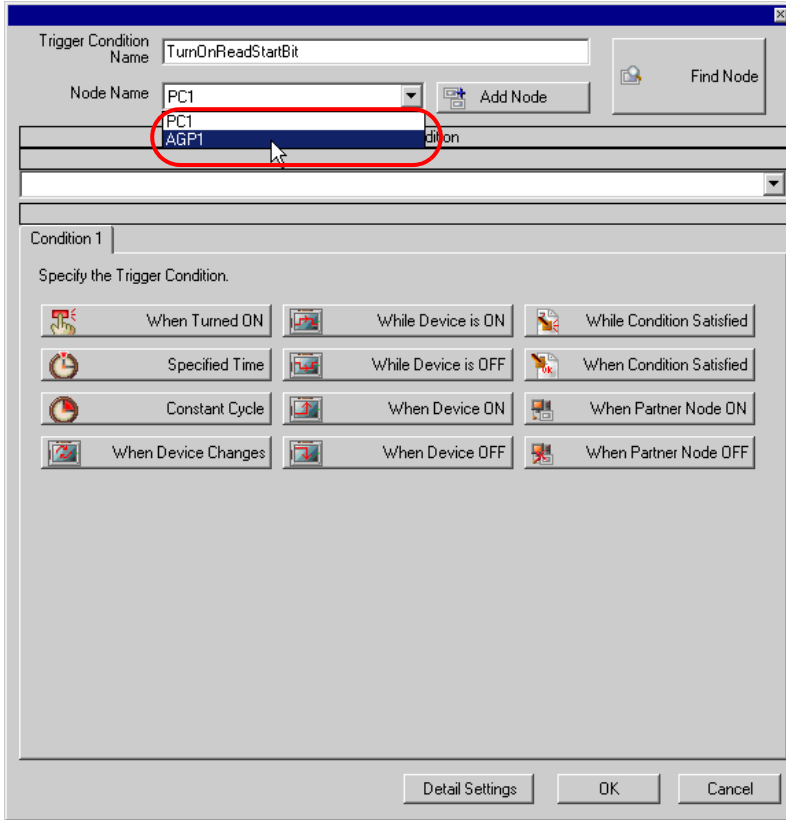 Trigger Condition
Name
TurnOnReadStartBit
Find Node
Node Name
PC1
Add Node
PC1
AGP1
dition
Condition 1
Specify the Trigger Condition.
When Turned ON
While Device is ON
While Condition Satisfied
Specified Time
While Device is OFF
When Condition Satisfied
Constant Cycle
When Device ON
When Partner Node ON
When Device Changes
When Device OFF
When Partner Node OFF
Detail Settings
OK
Cancel